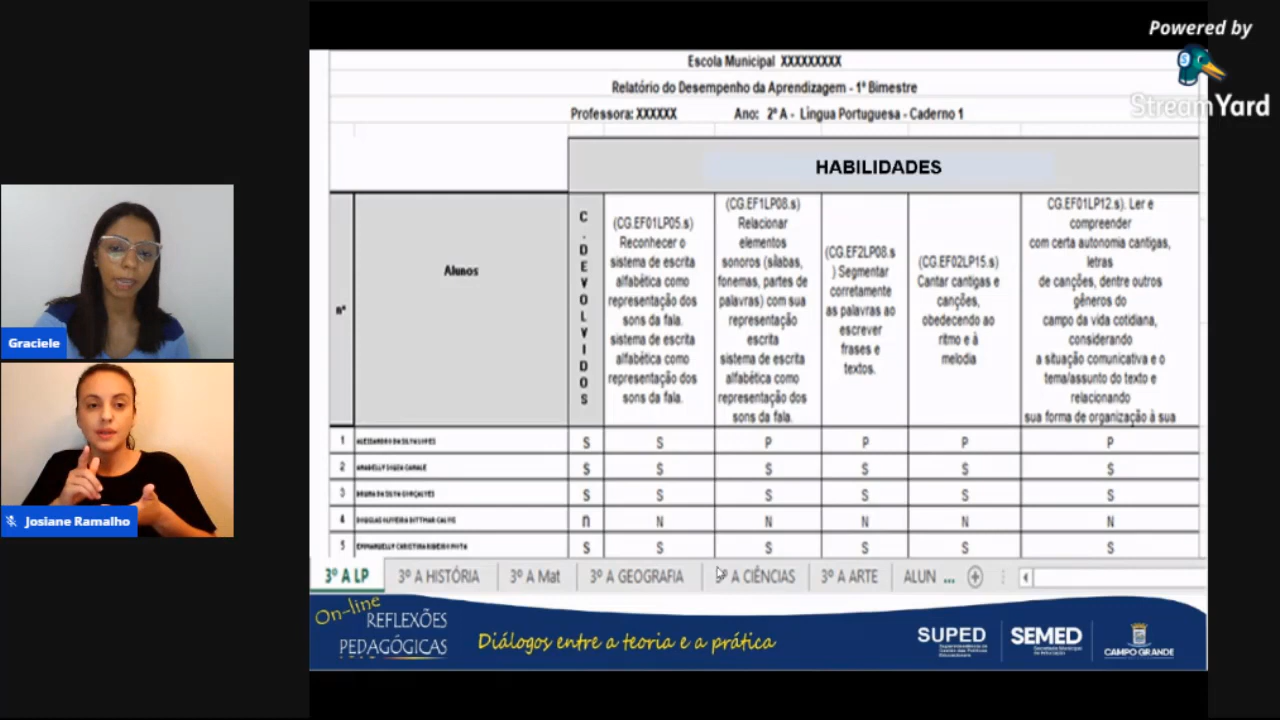 Powered by
StreamYard
Escola Municipal XXXXXXXXX
Relatório do Desempenho da Aprendizagem - 1º Bimestre
Professora: XXXXXX Ano: 2º A - Língua Portuguesa - Caderno 1
HABILIDADES
nº
Alunos
C
.
D
E
V
O
L
V
I
D
O
S
(CG.EF01LP05.s)
Reconhecer o
sistema de escrita
alfabética como
representação dos
sons da fala.
sistema de escrita
alfabética como
representação dos
sons da fala.
(CG.EF1LP08.s)
Relacionar
elementos
sonoros (sílabas,
fonemas, partes de
palavras) com sua
representação
escrita
sistema de escrita
alfabética como
representação dos
sons da fala.
(CG.EF2LP08.s
) Segmentar
corretamente
as palavras ao
escrever
frases e
textos.
(CG.EF02LP15.s)
Cantar cantigas e
canções,
obedecendo ao
ritmo e à
melodia
CG.EF01LP12.s). Ler e
compreender
com certa autonomia cantigas,
letras
de canções, dentre outros
gêneros do
campo da vida cotidiana,
considerando
a situação comunicativa e o
tema/assunto do texto e
relacionando
sua forma de organização à sua
1 S S P P P P
2 S S S S S S
3 S S S S S S
4 n N N N N N
5 S S S S S S
3º A LP 3º A HISTÓRIA 3º A Mat 3º A GEOGRAFIA 3º A CIÊNCIAS 3º A ARTE ALUN ...
On-line
REFLEXÕES
PEDAGÓGICAS
Diálogos entre a teoria e a prática
SUPED
SEMED
CAMPO GRANDE
Graciele
Josiane Ramalho